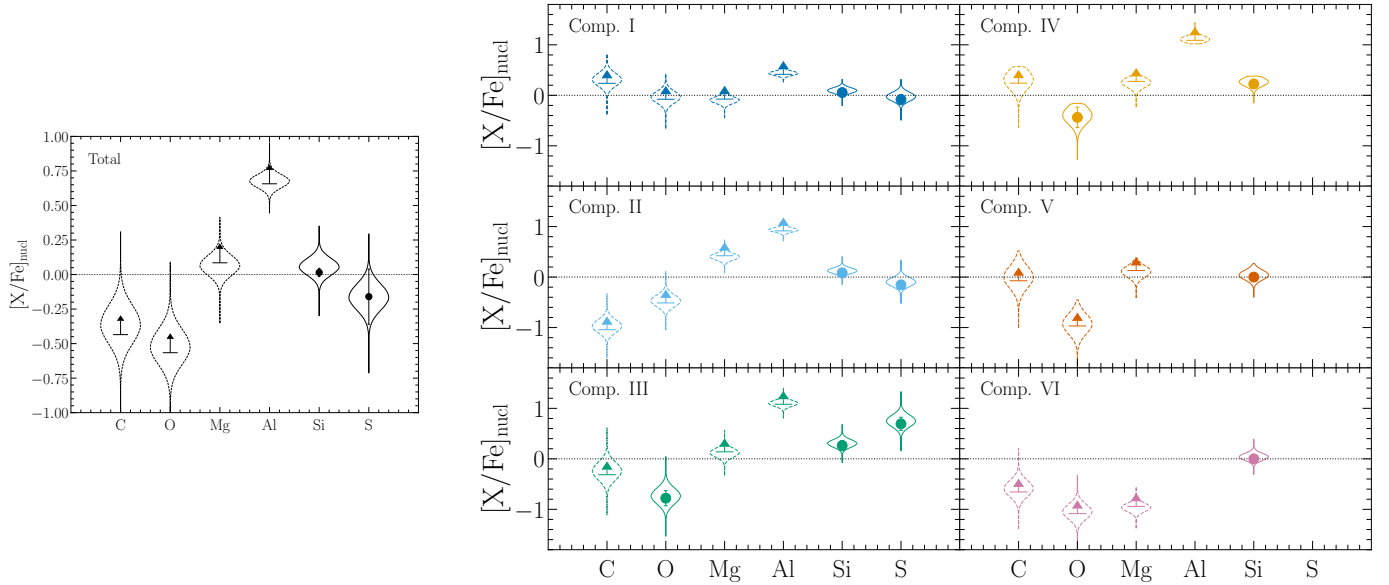 [X/Fe]nucl
1.00
0.75
0.50
0.25
0.00
−0.25
−0.50
−0.75
−1.00
Total
C O Mg Al Si S
[X/Fe]nucl
1
0
−1
Comp. I
Comp. IV
[X/Fe]nucl
1
0
−1
Comp. II
Comp. V
[X/Fe]nucl
1
0
−1
Comp. III
Comp. VI
C O Mg Al Si S
C O Mg Al Si S